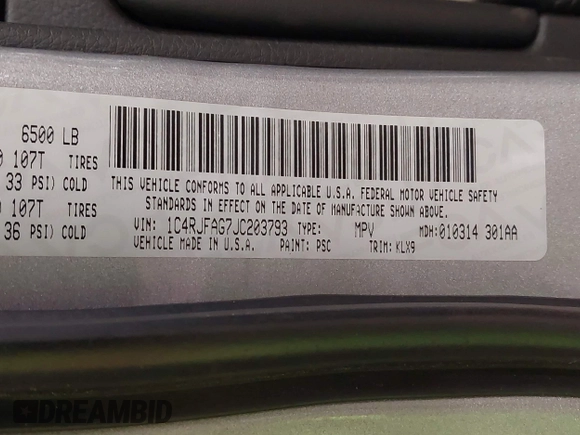 6500 LB
107T TIRES
33 PSI) COLD
107T TIRES
36 PSI) COLD
THIS VEHICLE CONFORMS TO ALL APPLICABLE U.S.A. FEDERAL MOTOR VEHICLE SAFETY
STANDARDS IN EFFECT ON THE DATE OF MANUFACTURE SHOWN ABOVE.
VIN: 1C4RJFAG7JC203793 TYPE: MPV MDH:010314 301AA
VEHICLE MADE IN U.S.A. PAINT: PSC TRIM: KLX9
DREAMBID